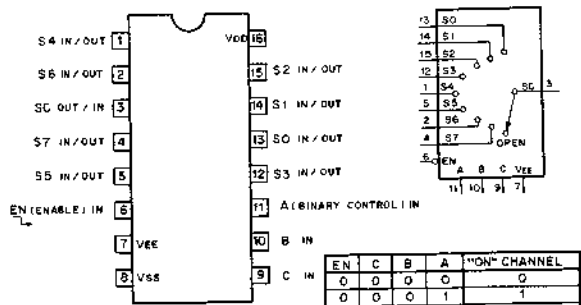 S4 IN/OUT 1
S6 IN/OUT 2
SC OUT/IN 3
S7 IN/OUT 4
S5 IN/OUT 5
EN (ENABLE) IN 6
7 VEE
8 VSS
VDD 16
15 S2 IN/OUT
14 S1 IN/OUT
13 S0 IN/OUT
12 S3 IN/OUT
11 A (BINARY CONTROL) IN
10 B IN
9 C IN
13 S0
14 S1
15 S2
12 S3
1 S4
5 S5
2 S6
4 S7
OPEN
SC 3
6 EN
A B C VEE
11 10 9 7
EN C B A "ON" CHANNEL
0 0 0 0 0
0 0 0 1 1